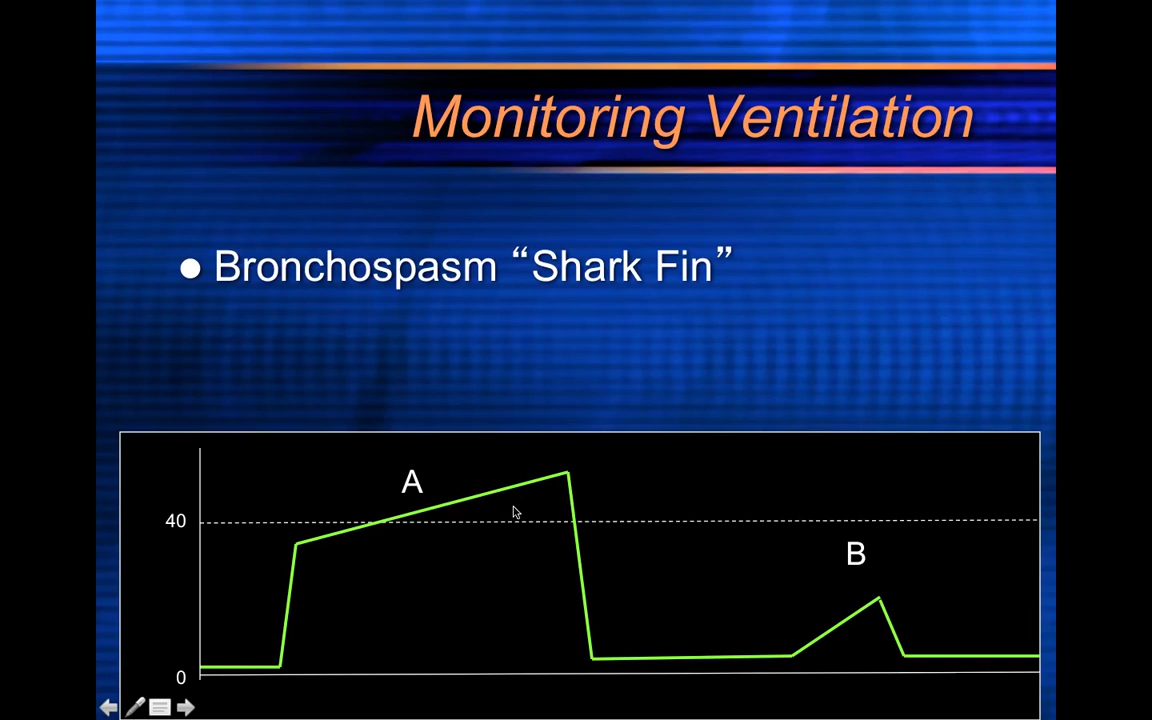 Monitoring Ventilation
● Bronchospasm “Shark Fin”
A
40
B
0